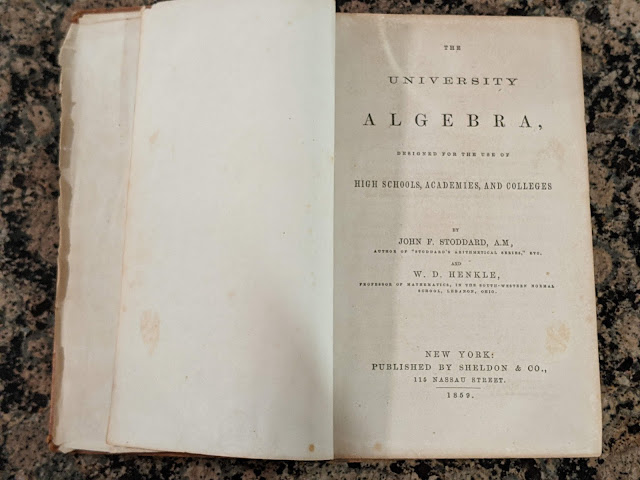 THE
UNIVERSITY
ALGEBRA,
DESIGNED FOR THE USE OF
HIGH SCHOOLS, ACADEMIES, AND COLLEGES
BY
JOHN F. STODDARD, A.M.,
AUTHOR OF "STODDARD'S ARITHMETICAL SERIES," ETC.
AND
W. D. HENKLE,
PROFESSOR OF MATHEMATICS, IN THE SOUTH-WESTERN NORMAL
SCHOOL, LEBANON, OHIO.
NEW YORK:
PUBLISHED BY SHELDON & CO.,
115 NASSAU STREET.
1859.